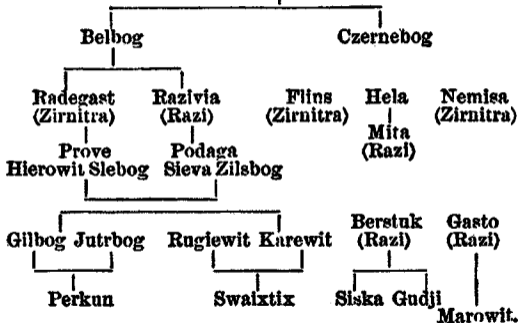 Belbog Czernebog
Radegast Razivia Flins Hela Nemisa
(Zirnitra) (Razi) (Zirnitra) (Zirnitra)
Mita
(Razi)
Prove Podaga
Hierowit Slebog Sieva Zilsbog
Berstuk Gasto
(Razi) (Razi)
Gilbog Jutrbog Rugiewit Karewit
Perkun Swaixtix Siska Gudji
Marowit.